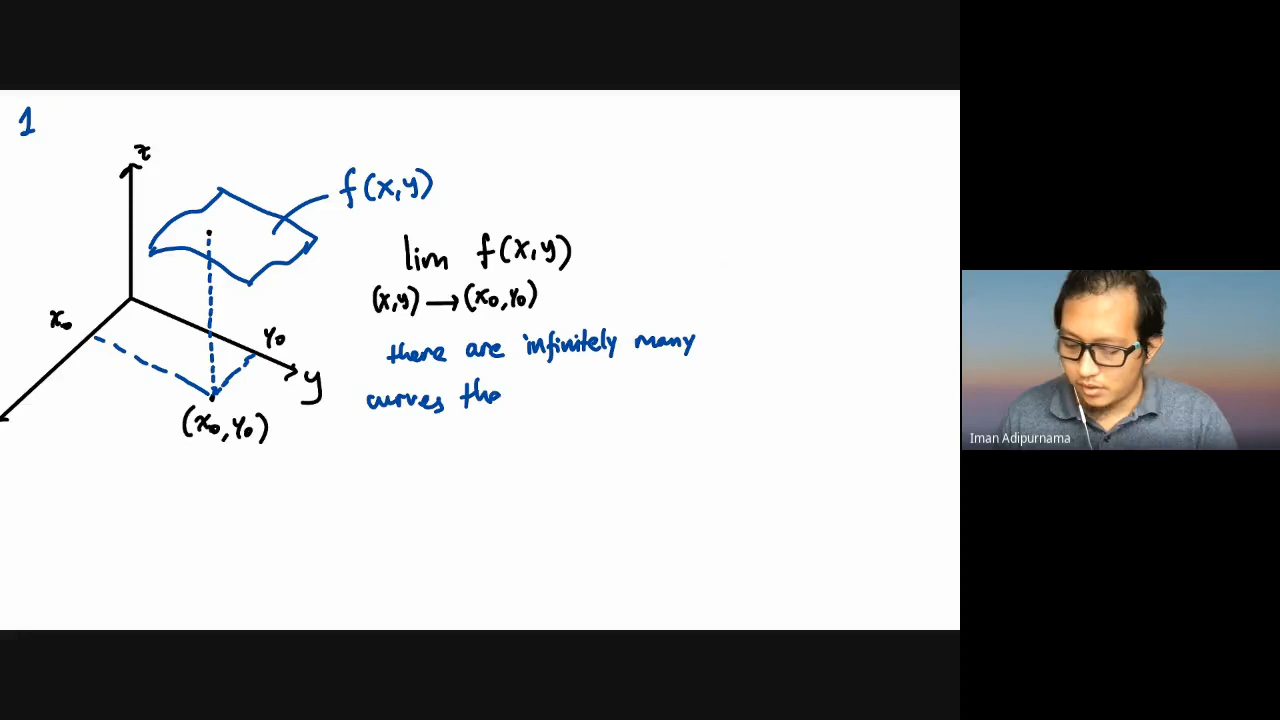 1
z
f(x,y)
lim f(x,y)
(x,y) → (x₀,y₀)
x₀
y₀
there are infinitely many
y
curves the
(x₀,y₀)
Iman Adipurnama